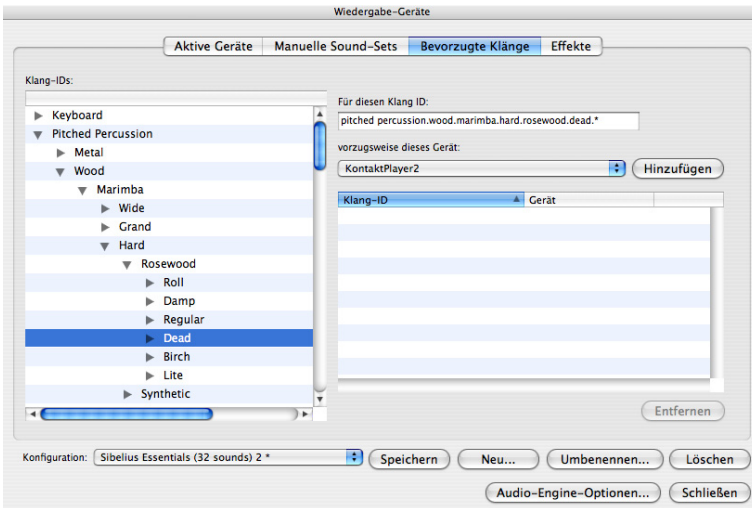 Wiedergabe-Geräte
Aktive Geräte Manuelle Sound-Sets Bevorzugte Klänge Effekte
Klang-IDs:
Keyboard
Pitched Percussion
Metal
Wood
Marimba
Wide
Grand
Hard
Rosewood
Roll
Damp
Regular
Dead
Birch
Lite
Synthetic
Für diesen Klang ID:
pitched percussion.wood.marimba.hard.rosewood.dead.*
vorzugsweise dieses Gerät:
KontaktPlayer2 Hinzufügen
Klang-ID Gerät
Entfernen
Konfiguration: Sibelius Essentials (32 sounds) 2 * Speichern Neu... Umbenennen... Löschen
Audio-Engine-Optionen... Schließen